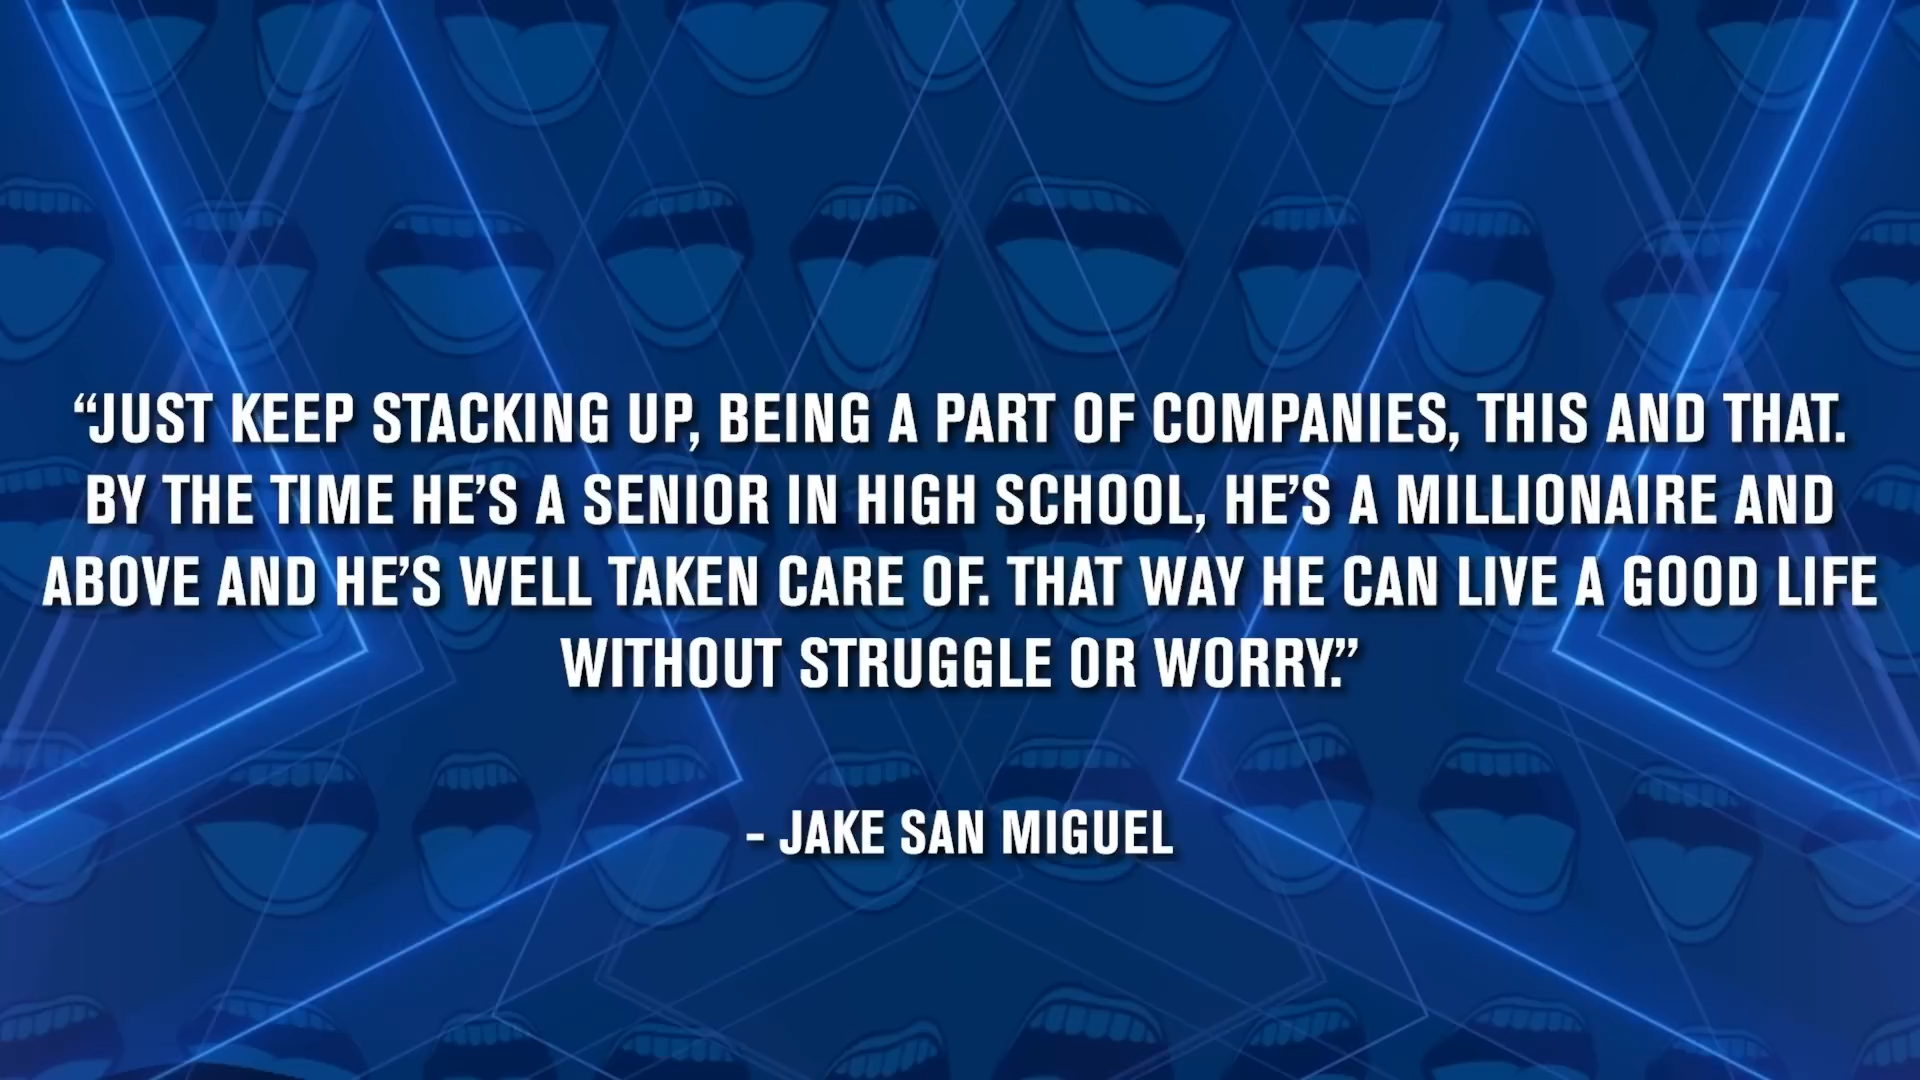 “JUST KEEP STACKING UP, BEING A PART OF COMPANIES, THIS AND THAT.
BY THE TIME HE’S A SENIOR IN HIGH SCHOOL, HE’S A MILLIONAIRE AND
ABOVE AND HE’S WELL TAKEN CARE OF. THAT WAY HE CAN LIVE A GOOD LIFE
WITHOUT STRUGGLE OR WORRY.”
- JAKE SAN MIGUEL